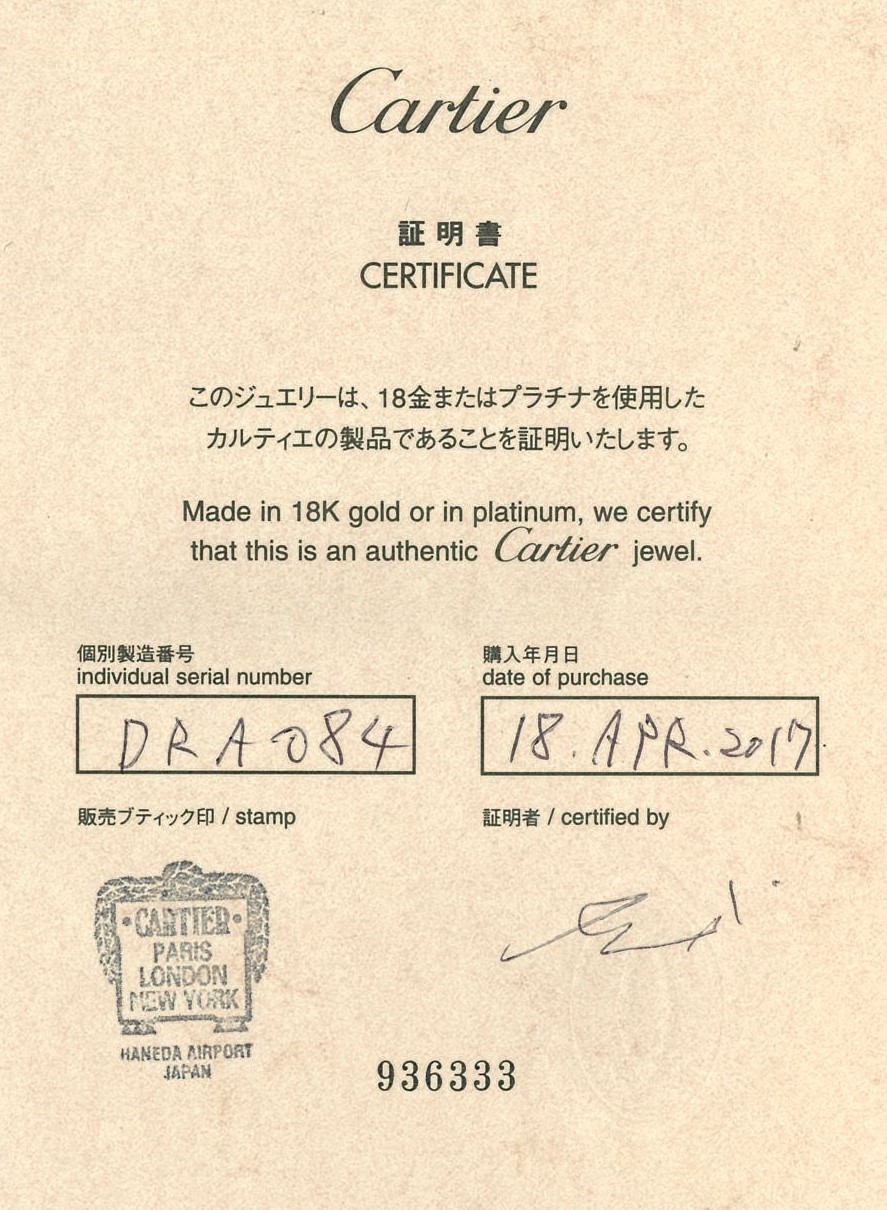 Cartier
証明書
CERTIFICATE
このジュエリーは、18金またはプラチナを使用した
カルティエの製品であることを証明いたします。
Made in 18K gold or in platinum, we certify
that this is an authentic Cartier jewel.
個別製造番号
individual serial number
DRA084
購入年月日
date of purchase
18.APR.2017
販売ブティック印 / stamp
証明者 / certified by
·CARTIER·
PARIS
LONDON
NEW YORK
HANEDA AIRPORT
JAPAN
936333